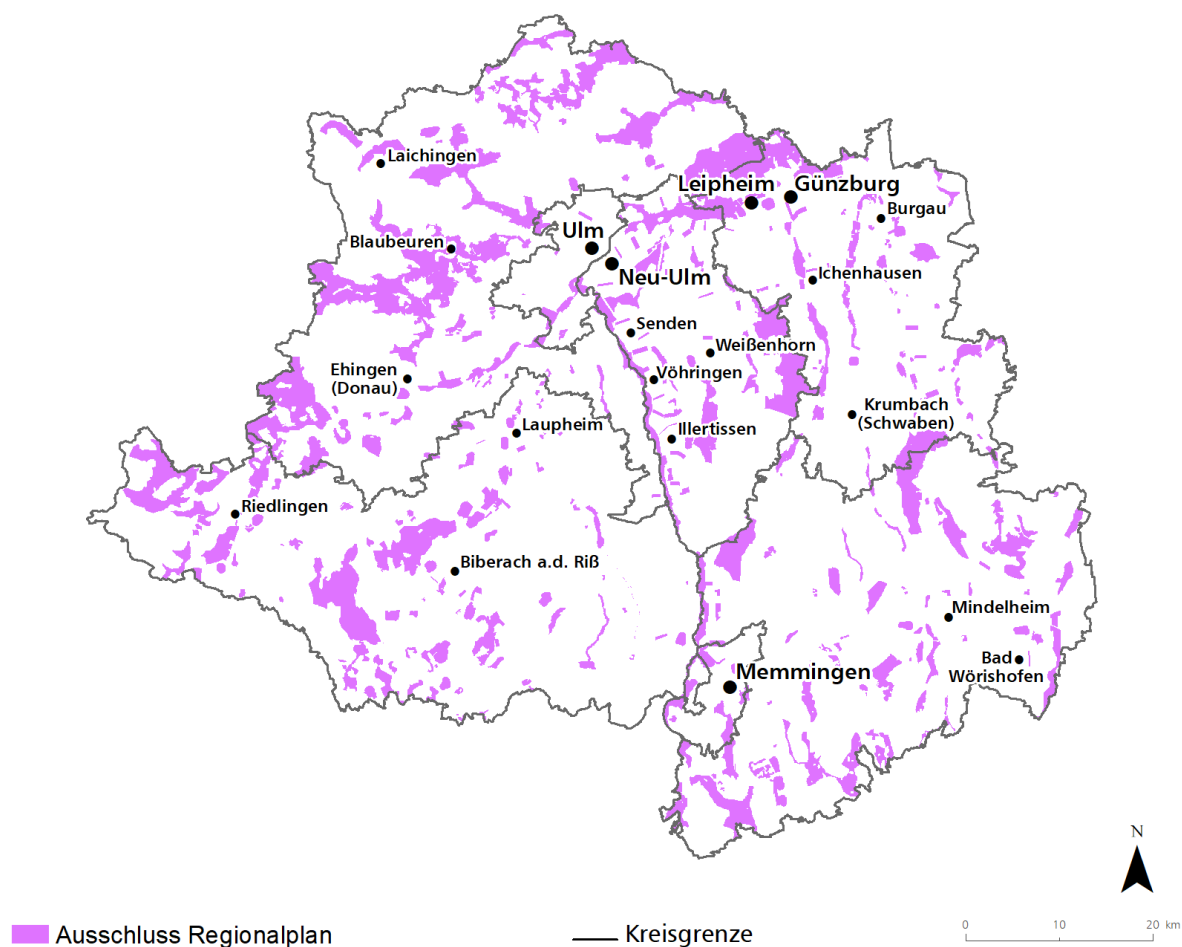 Laichingen
Leipheim
Günzburg
Burgau
Ulm
Blaubeuren
Neu-Ulm
Ichenhausen
Senden
Weißenhorn
Ehingen
(Donau)
Vöhringen
Krumbach
(Schwaben)
Laupheim
Illertissen
Riedlingen
Biberach a.d. Riß
Mindelheim
Bad
Wörishofen
Memmingen
N
Ausschluss Regionalplan
Kreisgrenze
0 10 20 km